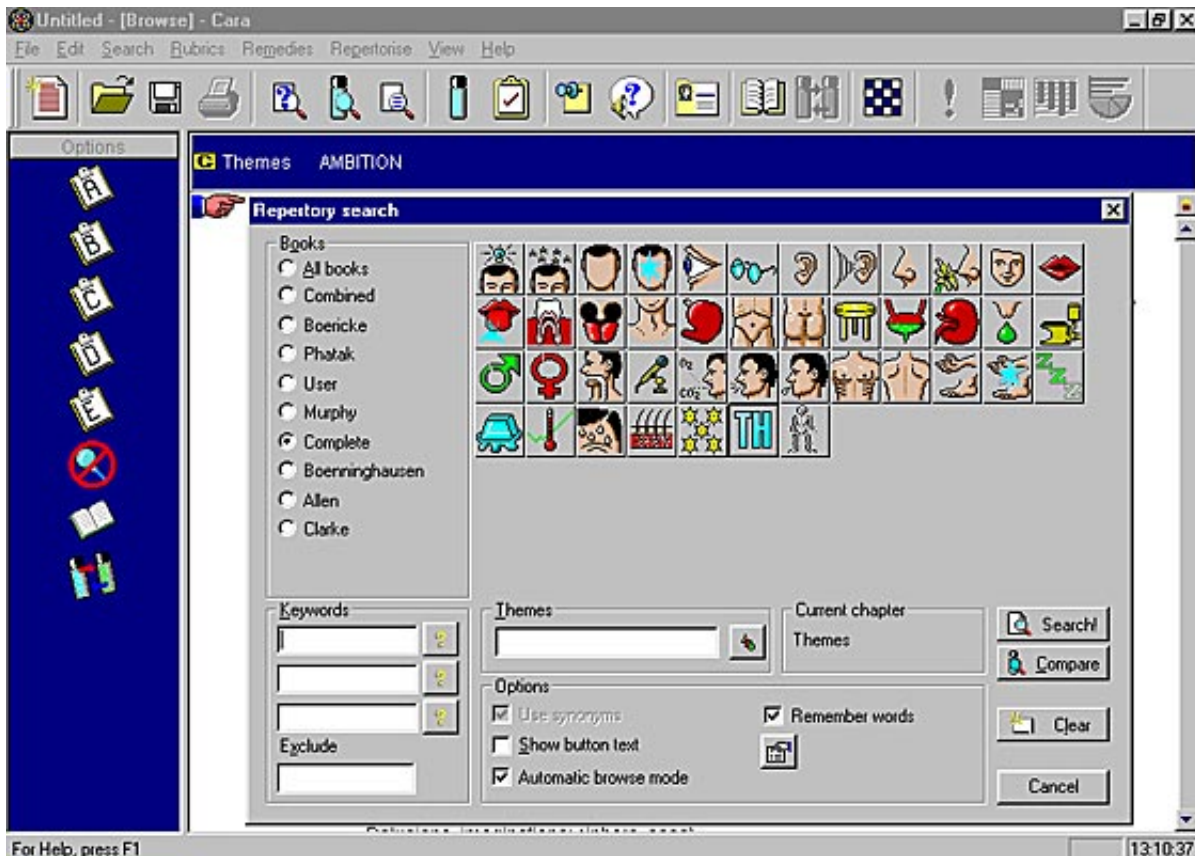 Untitled - [Browse] - Cara
File Edit Search Rubrics Remedies Repertorise View Help
Options
A
B
C
D
E
C Themes AMBITION
Repertory search
Books
All books
Combined
Boericke
Phatak
User
Murphy
Complete
Boenninghausen
Allen
Clarke
O2
CO2
TH
ZZZ
Keywords
Exclude
Themes
Current chapter
Themes
Options
Use synonyms
Show button text
Automatic browse mode
Remember words
Search!
Compare
Clear
Cancel
For Help, press F1
13:10:37